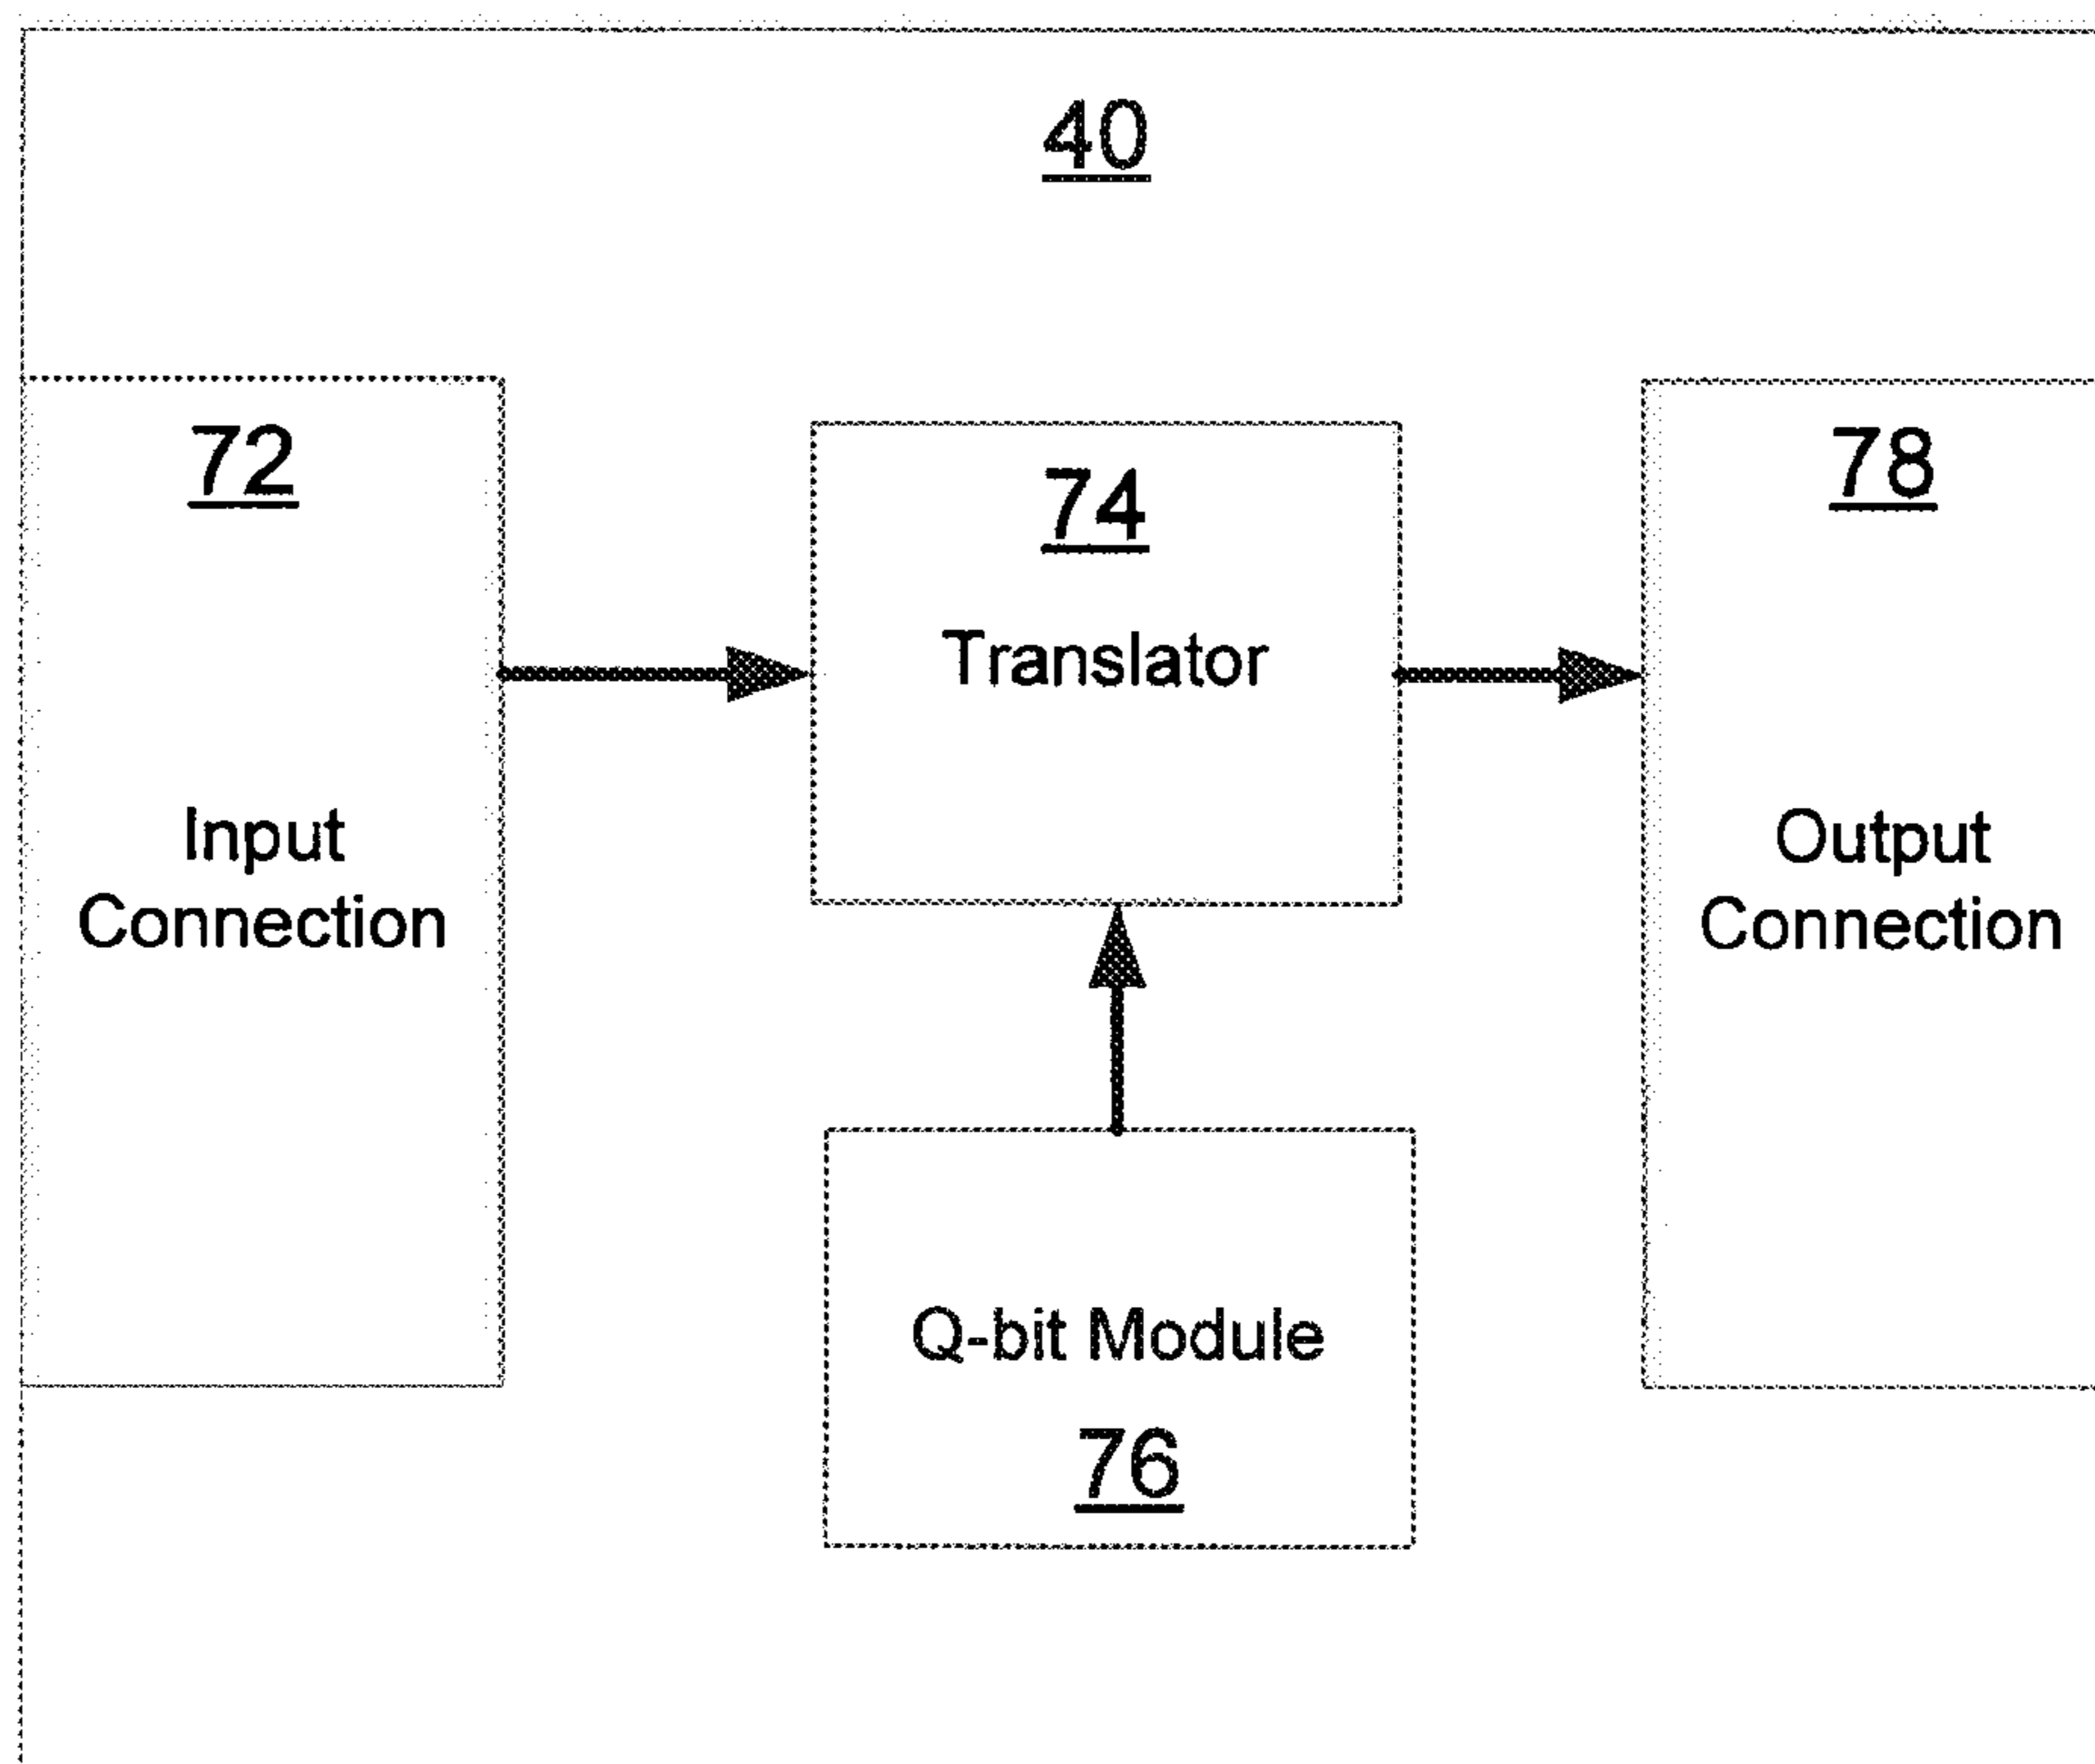 40
72
Input
Connection
74
Translator
78
Output
Connection
Q-bit Module
76